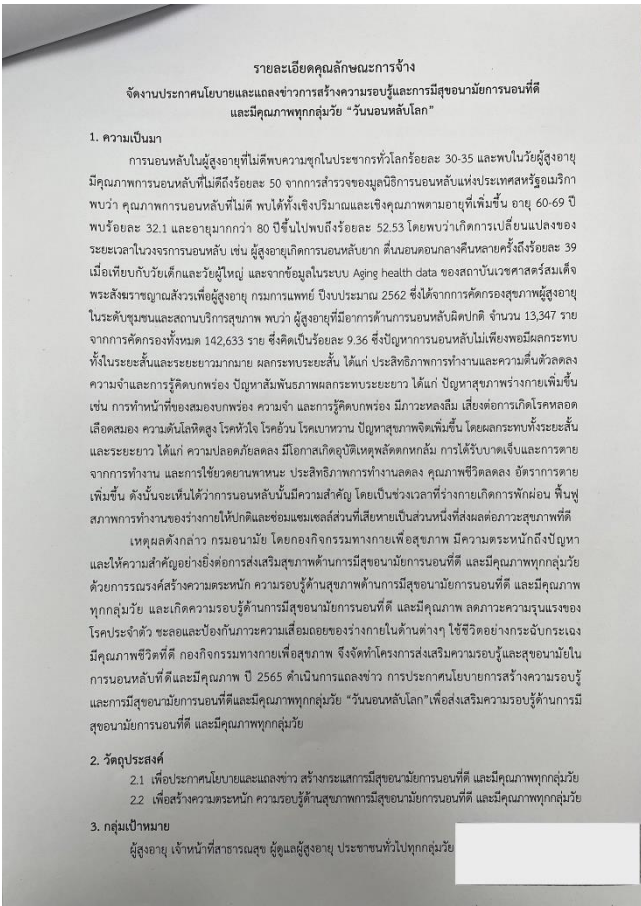 รายละเอียดคุณลักษณะการจ้าง
จัดงานประกาศนโยบายและแถลงข่าวการสร้างความรอบรู้และการมีสุขอนามัยการนอนที่ดี
และมีคุณภาพทุกกลุ่มวัย “วันนอนหลับโลก”
1. ความเป็นมา
การนอนหลับในผู้สูงอายุที่ไม่ดีพบความชุกในประชากรทั่วโลกร้อยละ 30-35 และพบในวัยผู้สูงอายุ
มีคุณภาพการนอนหลับที่ไม่ดีถึงร้อยละ 50 จากการสำรวจของมูลนิธิการนอนหลับแห่งประเทศสหรัฐอเมริกา
พบว่า คุณภาพการนอนหลับที่ไม่ดี พบได้ทั้งเชิงปริมาณและเชิงคุณภาพตามอายุที่เพิ่มขึ้น อายุ 60-69 ปี
พบร้อยละ 32.1 และอายุมากกว่า 80 ปีขึ้นไปพบถึงร้อยละ 52.53 โดยพบว่าเกิดการเปลี่ยนแปลงของ
ระยะเวลาในวงจรการนอนหลับ เช่น ผู้สูงอายุเกิดการนอนหลับยาก ตื่นนอนตอนกลางคืนหลายครั้งถึงร้อยละ 39
เมื่อเทียบกับวัยเด็กและวัยผู้ใหญ่ และจากข้อมูลในระบบ Aging health data ของสถาบันเวชศาสตร์สมเด็จ
พระสังฆราชญาณสังวรเพื่อผู้สูงอายุ กรมการแพทย์ ปีงบประมาณ 2562 ซึ่งได้จากการคัดกรองสุขภาพผู้สูงอายุ
ในระดับชุมชนและสถานบริการสุขภาพ พบว่า ผู้สูงอายุที่มีอาการด้านการนอนหลับผิดปกติ จำนวน 13,347 ราย
จากการคัดกรองทั้งหมด 142,633 ราย ซึ่งคิดเป็นร้อยละ 9.36 ซึ่งปัญหาการนอนหลับไม่เพียงพอมีผลกระทบ
ทั้งในระยะสั้นและระยะยาวมากมาย ผลกระทบระยะสั้น ได้แก่ ประสิทธิภาพการทำงานและความตื่นตัวลดลง
ความจำและการรู้คิดบกพร่อง ปัญหาสัมพันธภาพผลกระทบระยะยาว ได้แก่ ปัญหาสุขภาพร่างกายเพิ่มขึ้น
เช่น การทำหน้าที่ของสมองบกพร่อง ความจำ และการรู้คิดบกพร่อง มีภาวะหลงลืม เสี่ยงต่อการเกิดโรคหลอด
เลือดสมอง ความดันโลหิตสูง โรคหัวใจ โรคอ้วน โรคเบาหวาน ปัญหาสุขภาพจิตเพิ่มขึ้น โดยผลกระทบทั้งระยะสั้น
และระยะยาว ได้แก่ ความปลอดภัยลดลง มีโอกาสเกิดอุบัติเหตุพลัดตกหกล้ม การได้รับบาดเจ็บและการตาย
จากการทำงาน และการใช้ยวดยานพาหนะ ประสิทธิภาพการทำงานลดลง คุณภาพชีวิตลดลง อัตราการตาย
เพิ่มขึ้น ดังนั้นจะเห็นได้ว่าการนอนหลับนั้นมีความสำคัญ โดยเป็นช่วงเวลาที่ร่างกายเกิดการพักผ่อน ฟื้นฟู
สภาพการทำงานของร่างกายให้ปกติและซ่อมแซมเซลล์ส่วนที่เสียหายเป็นส่วนหนึ่งที่ส่งผลต่อภาวะสุขภาพที่ดี
เหตุผลดังกล่าว กรมอนามัย โดยกองกิจกรรมทางกายเพื่อสุขภาพ มีความตระหนักถึงปัญหา
และให้ความสำคัญอย่างยิ่งต่อการส่งเสริมสุขภาพด้านการมีสุขอนามัยการนอนที่ดี และมีคุณภาพทุกกลุ่มวัย
ด้วยการรณรงค์สร้างความตระหนัก ความรอบรู้ด้านสุขภาพด้านการมีสุขอนามัยการนอนที่ดี และมีคุณภาพ
ทุกกลุ่มวัย และเกิดความรอบรู้ด้านการมีสุขอนามัยการนอนที่ดี และมีคุณภาพ ลดภาวะความรุนแรงของ
โรคประจำตัว ชะลอและป้องกันภาวะความเสื่อมถอยของร่างกายในด้านต่างๆ ใช้ชีวิตอย่างกระฉับกระเฉง
มีคุณภาพชีวิตที่ดี กองกิจกรรมทางกายเพื่อสุขภาพ จึงจัดทำโครงการส่งเสริมความรอบรู้และสุขอนามัยใน
การนอนหลับที่ดีและมีคุณภาพ ปี 2565 ดำเนินการแถลงข่าว การประกาศนโยบายการสร้างความรอบรู้
และการมีสุขอนามัยการนอนที่ดีและมีคุณภาพทุกกลุ่มวัย “วันนอนหลับโลก”เพื่อส่งเสริมความรอบรู้ด้านการมี
สุขอนามัยการนอนที่ดี และมีคุณภาพทุกกลุ่มวัย
2. วัตถุประสงค์
2.1 เพื่อประกาศนโยบายและแถลงข่าว สร้างกระแสการมีสุขอนามัยการนอนที่ดี และมีคุณภาพทุกกลุ่มวัย
2.2 เพื่อสร้างความตระหนัก ความรอบรู้ด้านสุขภาพการมีสุขอนามัยการนอนที่ดี และมีคุณภาพทุกกลุ่มวัย
3. กลุ่มเป้าหมาย
ผู้สูงอายุ เจ้าหน้าที่สาธารณสุข ผู้ดูแลผู้สูงอายุ ประชาชนทั่วไปทุกกลุ่มวัย